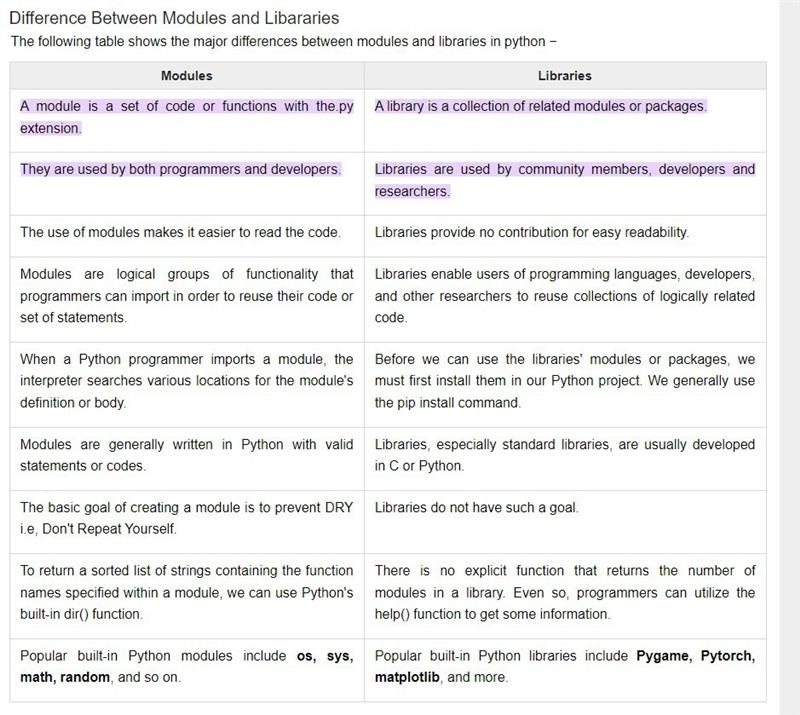 Difference Between Modules and Libararies
The following table shows the major differences between modules and libraries in python −
Modules
Libraries
A module is a set of code or functions with the.py
extension.
A library is a collection of related modules or packages.
They are used by both programmers and developers.
Libraries are used by community members, developers and
researchers.
The use of modules makes it easier to read the code.
Libraries provide no contribution for easy readability.
Modules are logical groups of functionality that
programmers can import in order to reuse their code or
set of statements.
Libraries enable users of programming languages, developers,
and other researchers to reuse collections of logically related
code.
When a Python programmer imports a module, the
interpreter searches various locations for the module's
definition or body.
Before we can use the libraries' modules or packages, we
must first install them in our Python project. We generally use
the pip install command.
Modules are generally written in Python with valid
statements or codes.
Libraries, especially standard libraries, are usually developed
in C or Python.
The basic goal of creating a module is to prevent DRY
i.e, Don't Repeat Yourself.
Libraries do not have such a goal.
To return a sorted list of strings containing the function
names specified within a module, we can use Python's
built-in dir() function.
There is no explicit function that returns the number of
modules in a library. Even so, programmers can utilize the
help() function to get some information.
Popular built-in Python modules include os, sys,
math, random, and so on.
Popular built-in Python libraries include Pygame, Pytorch,
matplotlib, and more.